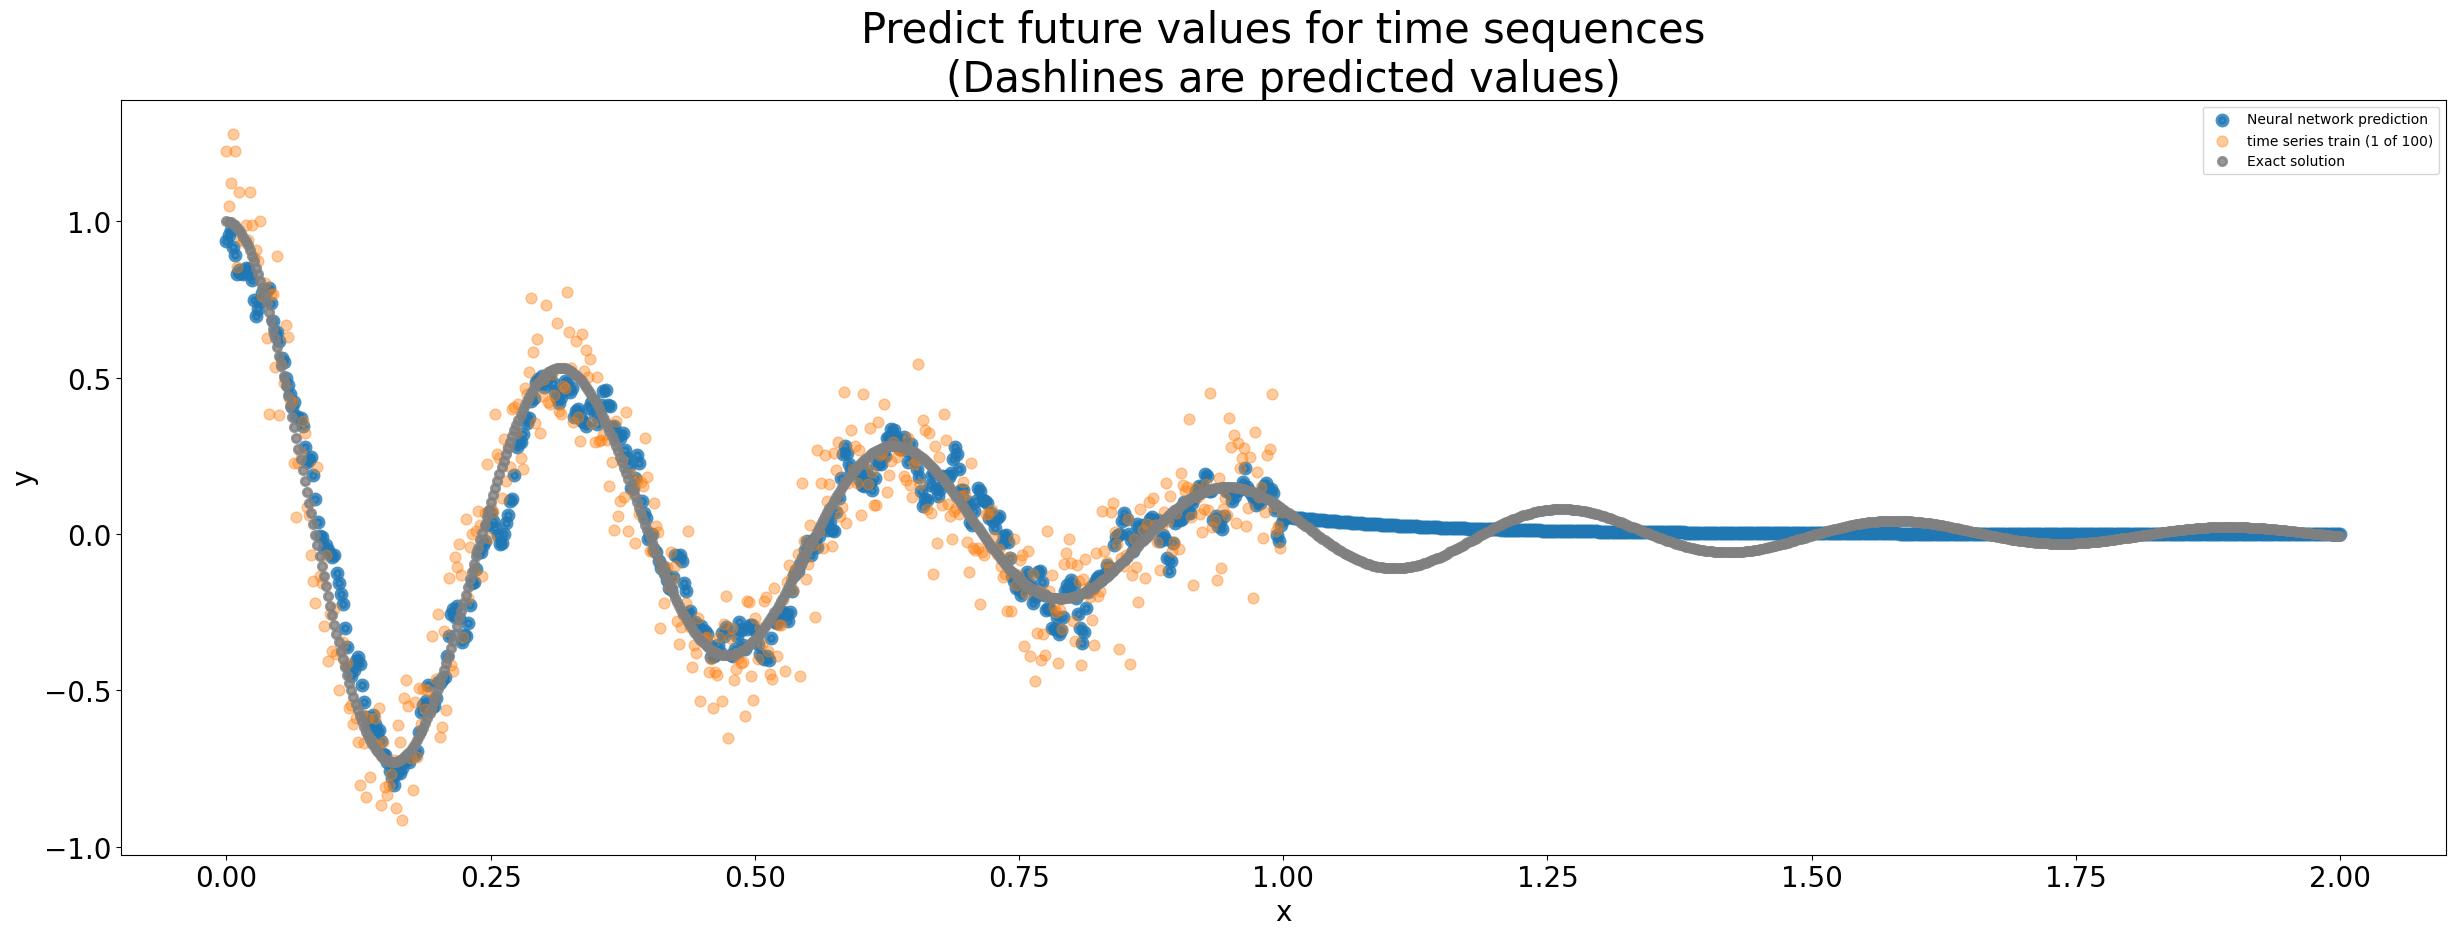 Predict future values for time sequences
(Dashlines are predicted values)
Neural network prediction
time series train (1 of 100)
Exact solution
y
1.0
0.5
0.0
−0.5
−1.0
0.00 0.25 0.50 0.75 1.00 1.25 1.50 1.75 2.00
x